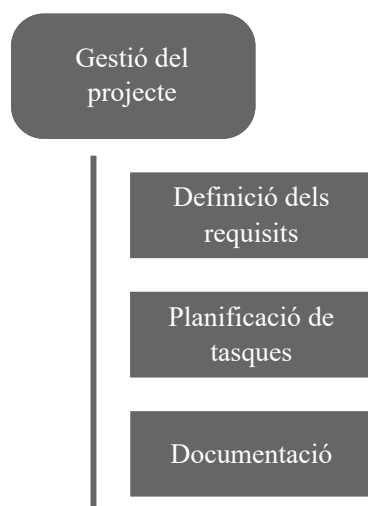 Gestió del
projecte
Definició dels
requisits
Planificació de
tasques
Documentació